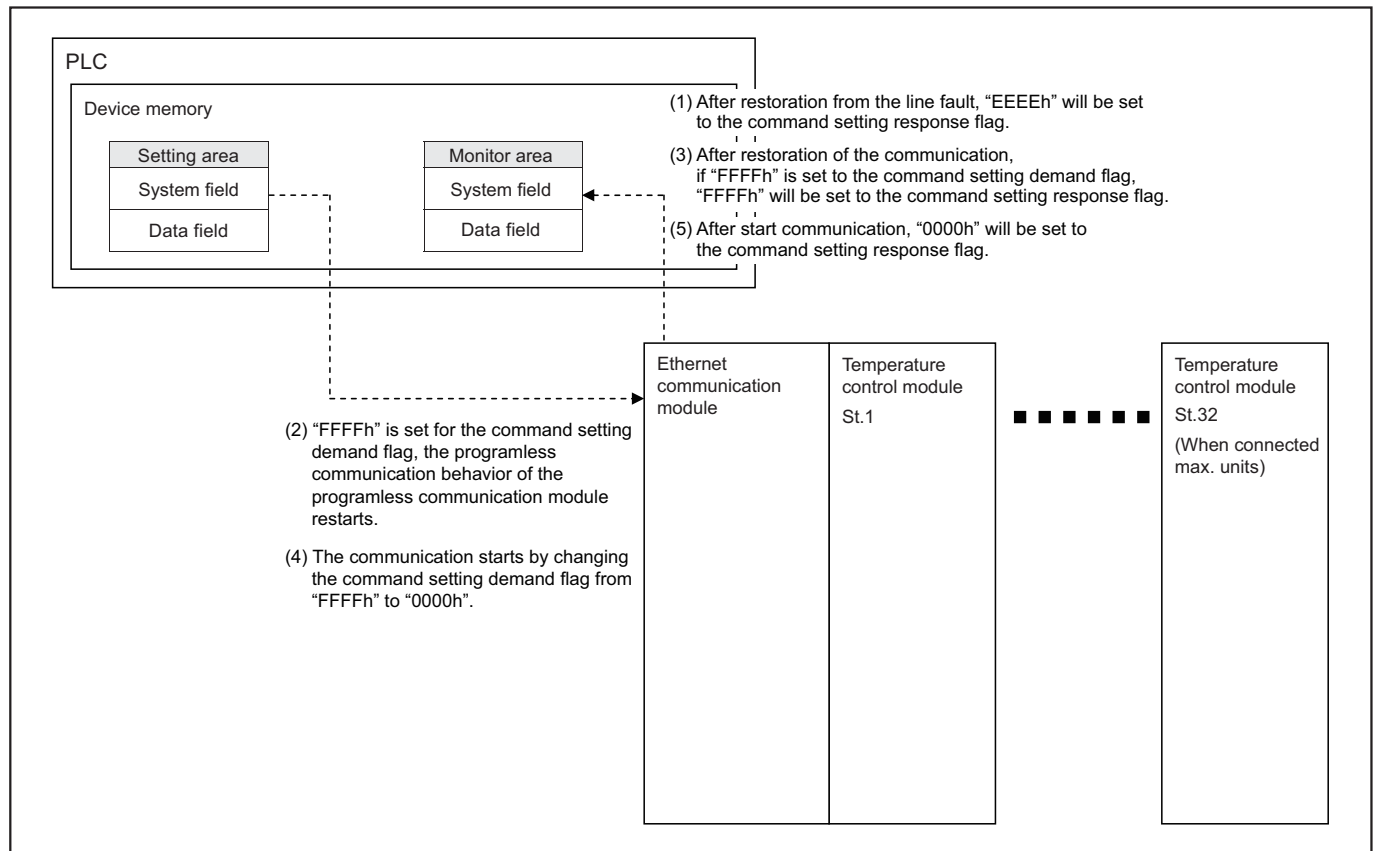 PLC
Device memory
Setting area
System field
Data field
Monitor area
System field
Data field
(1) After restoration from the line fault, “EEEEh” will be set
to the command setting response flag.
(3) After restoration of the communication,
if “FFFFh” is set to the command setting demand flag,
“FFFFh” will be set to the command setting response flag.
(5) After start communication, “0000h” will be set to
the command setting response flag.
(2) “FFFFh” is set for the command setting
demand flag, the programless
communication behavior of the
programless communication module
restarts.
(4) The communication starts by changing
the command setting demand flag from
“FFFFh” to “0000h”.
Ethernet
communication
module
Temperature
control module
St.1
Temperature
control module
St.32
(When connected
max. units)